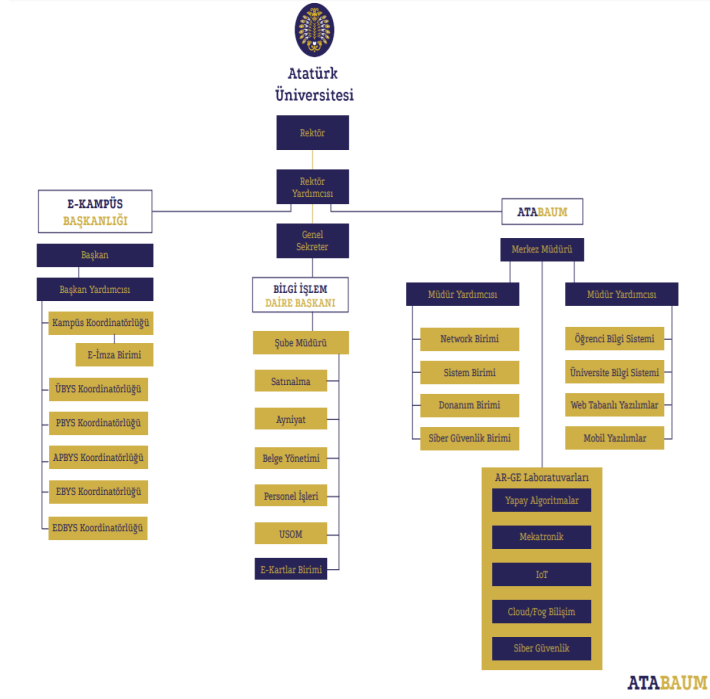 Atatürk
Üniversitesi
Rektör
Rektör
Yardımcısı
E-KAMPÜS
BAŞKANLIĞI
Başkan
Başkan Yardımcısı
Kampüs Koordinatörlüğü
E-İmza Birimi
ÜBYS Koordinatörlüğü
PBYS Koordinatörlüğü
APBYS Koordinatörlüğü
EBYS Koordinatörlüğü
EDBYS Koordinatörlüğü
Genel
Sekreter
BİLGİ İŞLEM
DAİRE BAŞKANI
Şube Müdürü
Satınalma
Ayniyat
Belge Yönetimi
Personel İşleri
USOM
E-Kartlar Birimi
ATABAUM
Merkez Müdürü
Müdür Yardımcısı
Network Birimi
Sistem Birimi
Donanım Birimi
Siber Güvenlik Birimi
Müdür Yardımcısı
Öğrenci Bilgi Sistemi
Üniversite Bilgi Sistemi
Web Tabanlı Yazılımlar
Mobil Yazılımlar
AR-GE Laboratuvarları
Yapay Algoritmalar
Mekatronik
IoT
Cloud/Fog Bilişim
Siber Güvenlik
ATABAUM